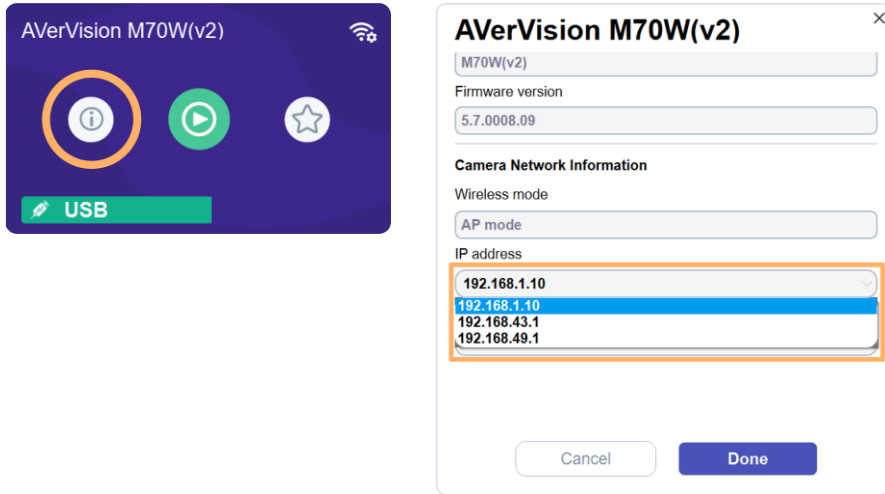 AVerVision M70W(v2)
USB
AVerVision M70W(v2)
M70W(v2)
Firmware version
5.7.0008.09
Camera Network Information
Wireless mode
AP mode
IP address
192.168.1.10
192.168.1.10
192.168.43.1
192.168.49.1
Cancel
Done